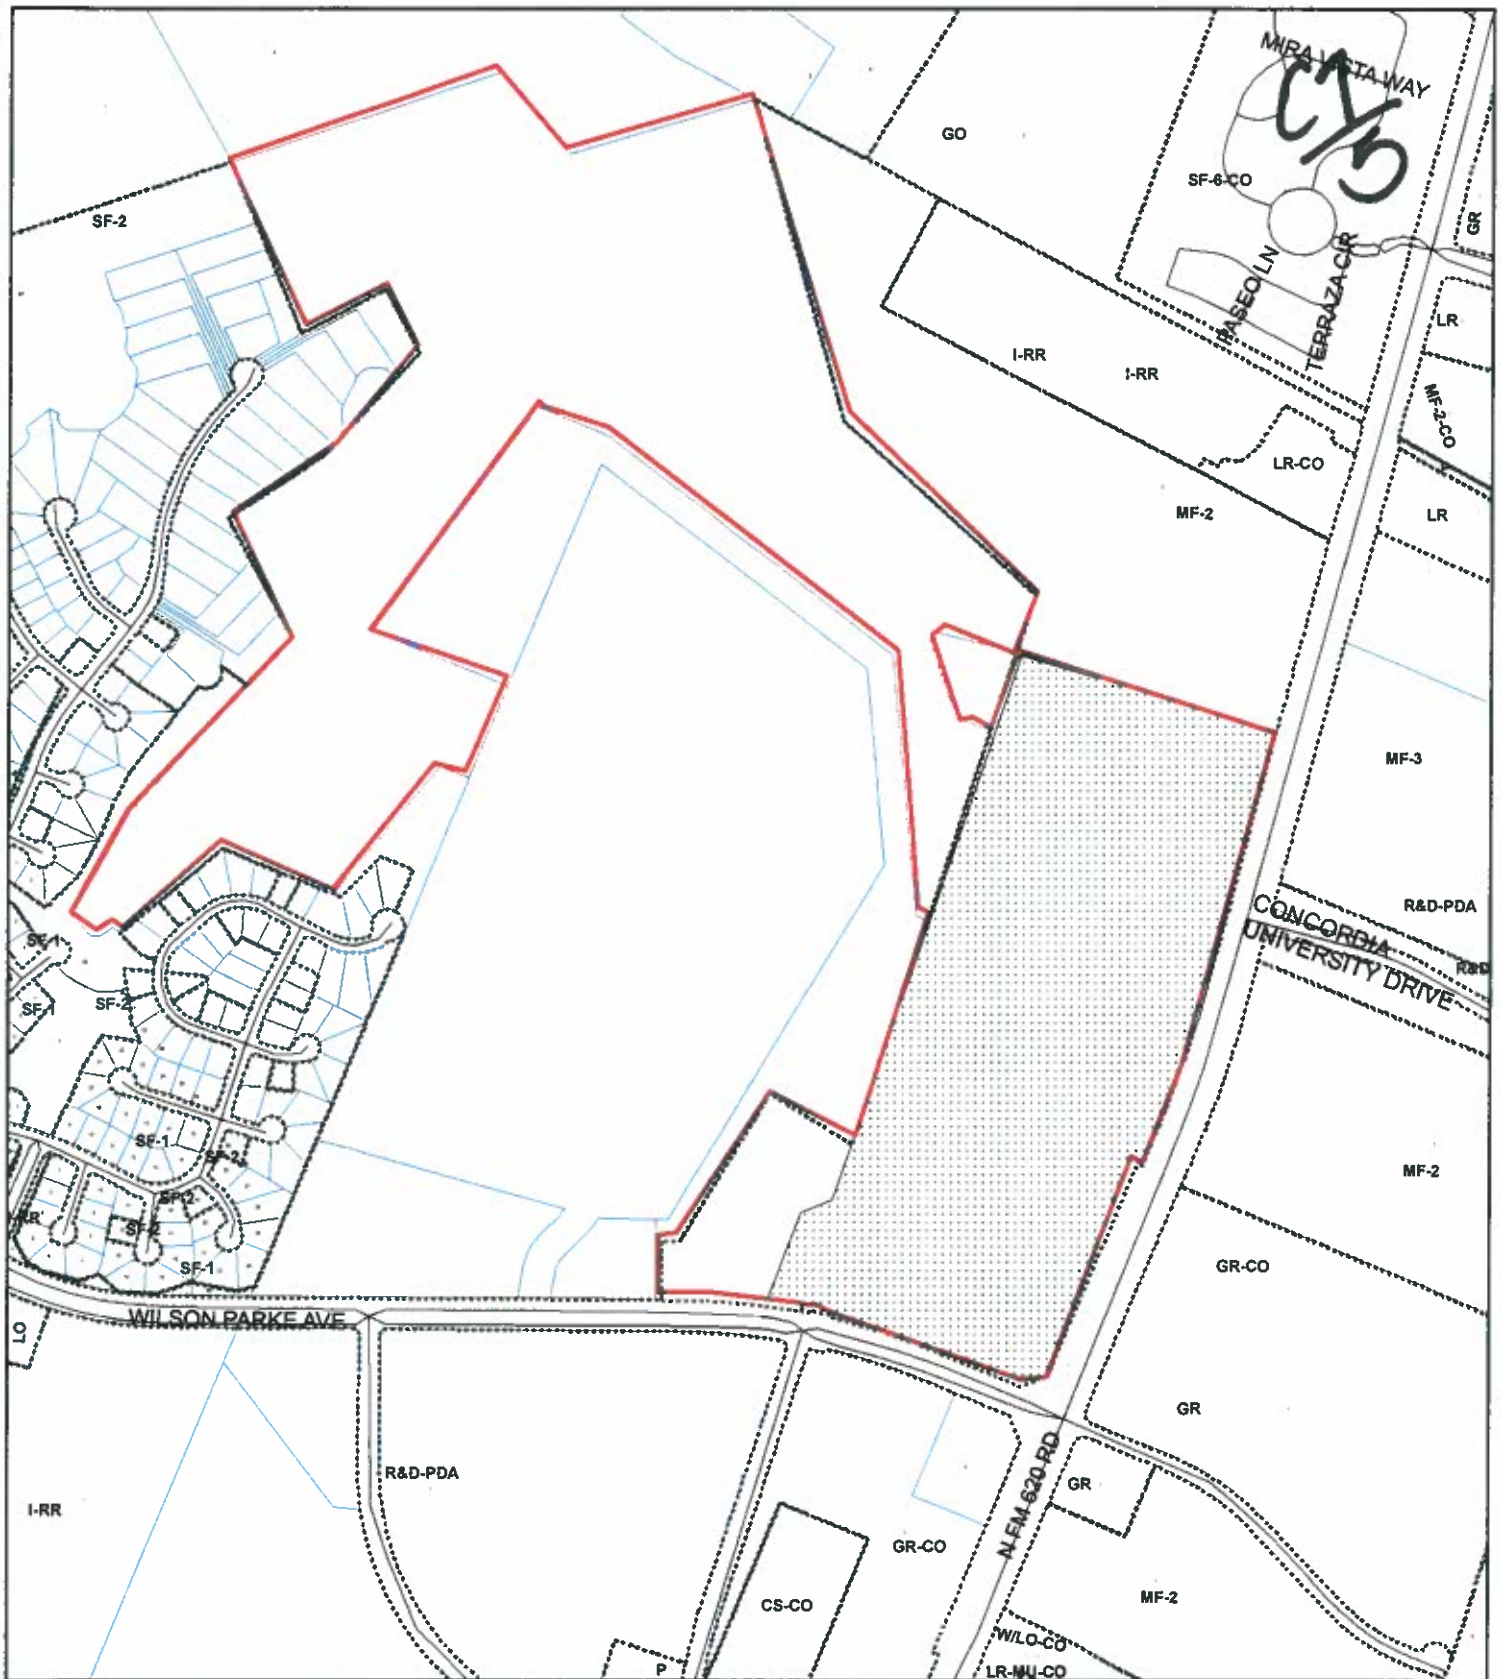 MIRA VISTA WAY
C7/5
GO
SF-6-CO
SF-2
GR
PASEO LN
TERRAZA CIR
LR
I-RR
I-RR
MF-2-CO
LR-CO
MF-2
LR
MF-3
R&D-PDA
CONCORDIA
UNIVERSITY DRIVE
R&D
SF-1
SF-2
SF-1
SF-1
SF-2
MF-2
SF-2
SF-2
RR
SF-1
GR-CO
WILSON PARKE AVE
LO
GR
R&D-PDA
N FM 620 RD
GR
I-RR
GR-CO
CS-CO
MF-2
W/LO-CO
P
LR-MU-CO